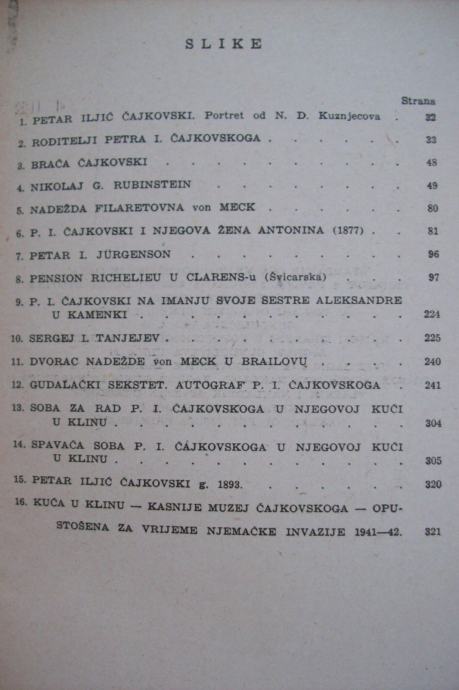 SLIKE
Strana
1. PETAR ILJIĆ ČAJKOVSKI. Portret od N. D. Kuznjecova . 32
2. RODITELJI PETRA I. ČAJKOVSKOGA . . . . . . 33
3. BRAĆA ČAJKOVSKI . . . . . . . . 48
4. NIKOLAJ G. RUBINSTEIN . . . . . . . 49
5. NADEŽDA FILARETOVNA von MECK . . . . . 80
6. P. I. ČAJKOVSKI I NJEGOVA ŽENA ANTONINA (1877) . . 81
7. PETAR I. JÜRGENSON . . . . . . . . 96
8. PENSION RICHELIEU U CLARENS-u (Švicarska) . . . 97
9. P. I. ČAJKOVSKI NA IMANJU SVOJE SESTRE ALEKSANDRE
U KAMENKI . . . . . . . . . 224
10. SERGEJ I. TANJEJEV . . . . . . . . 225
11. DVORAC NADEŽDE von MECK U BRAILOVU . . . . 240
12. GUDALAČKI SEKSTET. AUTOGRAF P. I. ČAJKOVSKOGA 241
13. SOBA ZA RAD P. I. ČAJKOVSKOGA U NJEGOVOJ KUĆI
U KLINU . . . . . . . . . . 304
14. SPAVAĆA SOBA P. I. ČAJKOVSKOGA U NJEGOVOJ KUĆI
U KLINU . . . . . . . . . . 305
15. PETAR ILJIĆ ČAJKOVSKI g. 1893. . . . . . 320
16. KUĆA U KLINU — KASNIJE MUZEJ ČAJKOVSKOGA — OPU-
STOŠENA ZA VRIJEME NJEMAČKE INVAZIJE 1941—42. 321